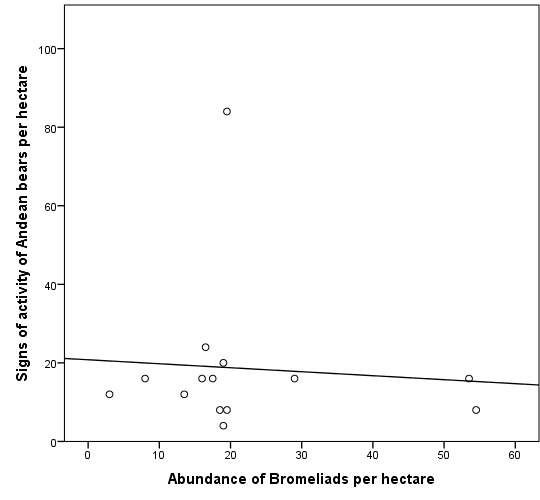 Signs of activity of Andean bears per hectare
100
80
60
40
20
0
0 10 20 30 40 50 60
Abundance of Bromeliads per hectare